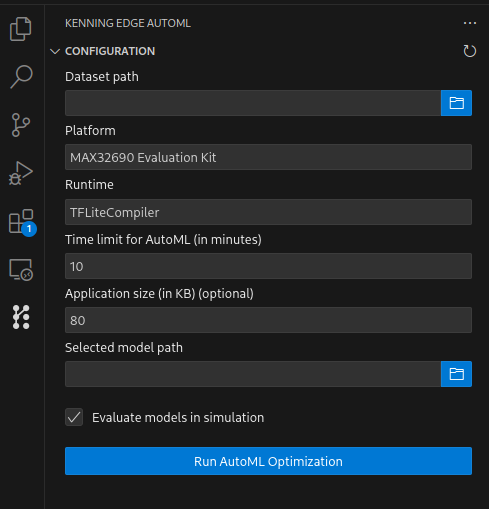 KENNING EDGE AUTOML
CONFIGURATION
Dataset path
Platform
MAX32690 Evaluation Kit
Runtime
TFLiteCompiler
Time limit for AutoML (in minutes)
10
Application size (in KB) (optional)
80
Selected model path
Evaluate models in simulation
Run AutoML Optimization
1